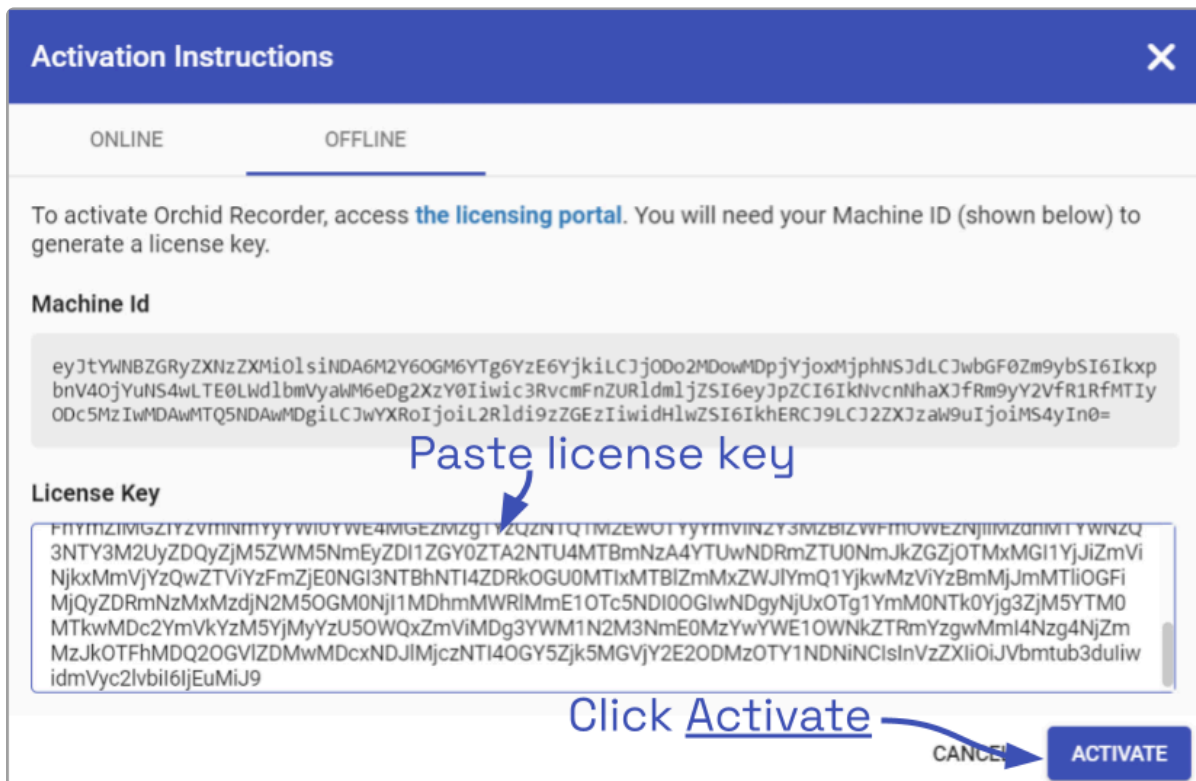 Activation Instructions
ONLINE
OFFLINE
To activate Orchid Recorder, access the licensing portal. You will need your Machine ID (shown below) to
generate a license key.
Machine Id
eyJtYWNBZGRyZXNzZXMiOlsiNDA6M2Y6OGM6YTg6YzE6YjkiLCJjODo2MDowMDpjYjoxMjphNSJdLCJwbGF0Zm9ybSI6Ikxp
bnV4OjYuNS4wLTE0LWdlbmVyaWM6eDg2XzY0Iiwic3RvcmFnZURldmljZSI6eyJpZCI6IkNvcnNhaXJfRm9yY2VfR1RfMTIy
ODc5MzIwMDAwMTQ5NDAwMDgiLCJwYXRoIjoiL2Rldi9zZGEzIiwidHlwZSI6IkhERCJ9LCJ2ZXJzaW9uIjoiMS4yIn0=
Paste license key
License Key
3NTY3M2UyZDQyZjM5ZWM5NmEyZDI1ZGY0ZTA2NTU4MTBmNzA4YTUwNDRmZTU0NmJkZGZjOTMxMGI1YjJiZmVi
NjkxMmVjYzQwZTViYzFmZjE0NGI3NTBhNTI4ZDRkOGU0MTIxMTBlZmMxZWJlYmQ1YjkwMzViYzBmMjJmMTliOGFi
MjQyZDRmNzMxMzdjN2M5OGM0NjI1MDhmMWRlMmE1OTc5NDI0OGIwNDgyNjUxOTg1YmM0NTk0Yjg3ZjM5YTM0
MTkwMDc2YmVkYzM5YjMyYzU5OWQxZmViMDg3YWM1N2M3NmE0MzYwYWE1OWNkZTRmYzgwMmI4Nzg4NjZm
MzJkOTFhMDQ2OGVlZDMwMDcxNDJlMjczNTI4OGY5Zjk5MGVjY2E2ODMzOTY1NDNiNCIsInVzZXIiOiJVbmtub3duIiw
idmVyc2lvbiI6IjEuMiJ9
Click Activate
ACTIVATE